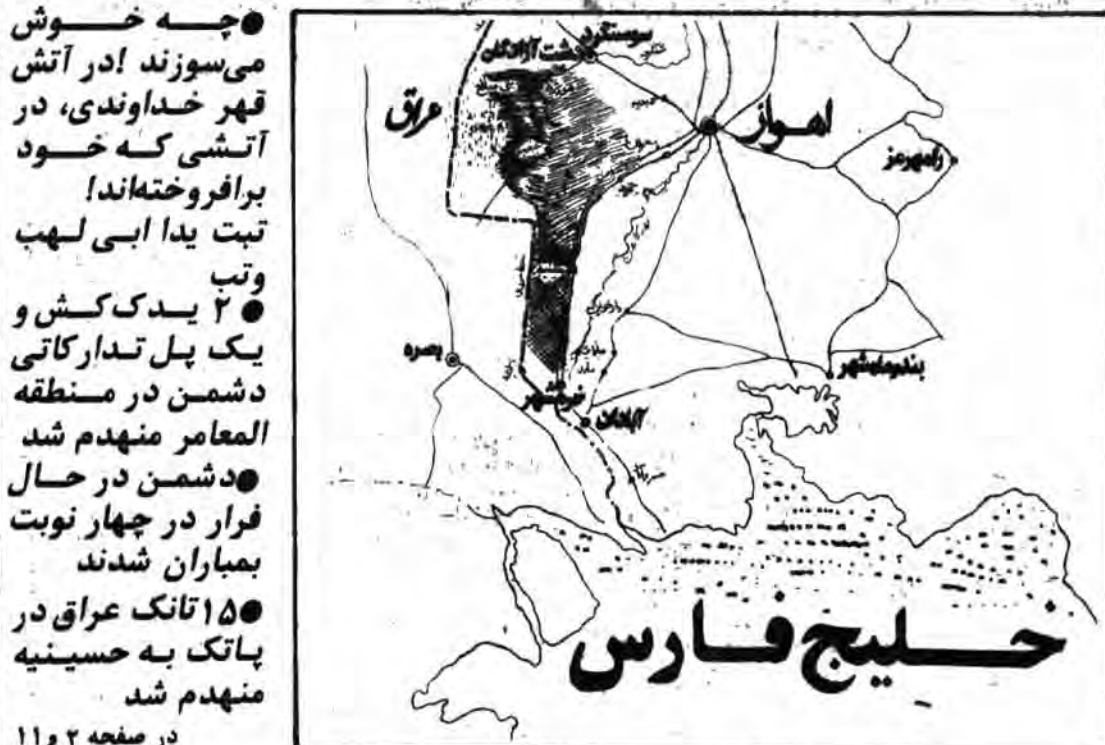 ●چه خوش
می‌سوزند !در آتش
قهر خداوندی، در
آتشی که خود
برافروخته‌اند!
تبت یدا ابی لهب
وتب
●۲ یدک‌کش و
یک پل تدارکاتی
دشمن در منطقه
المعامر منهدم شد
●دشمن در حال
فرار در چهار نوبت
بمباران شدند
●۱۵ تانک عراق در
پاتک به حسینیه
منهدم شد
در صفحه ۲ و۱۱
سوسنگرد
دشت آزادگان
عراق
اهواز
رامهرمز
بصره
خرمشهر
آبادان
بندرماهشهر
خلیج فارس